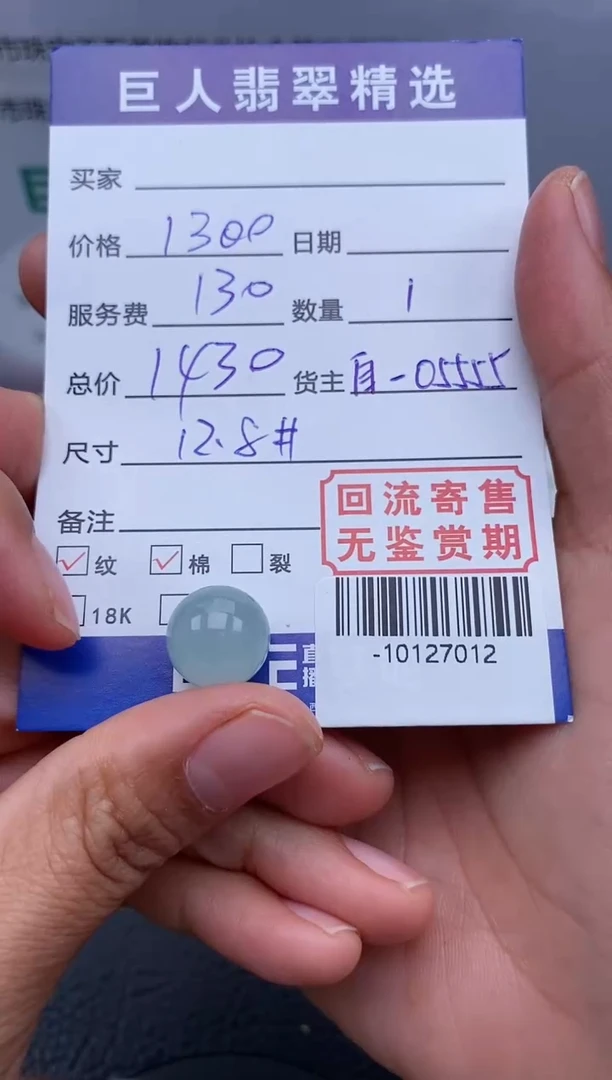 巨人翡翠精选
买家
价格 1300 日期
服务费 130 数量 1
总价 1430 货主 自-05555
尺寸 12.8#
备注
回流寄售
无鉴赏期
纹 棉 裂
18K
直播
-10127012